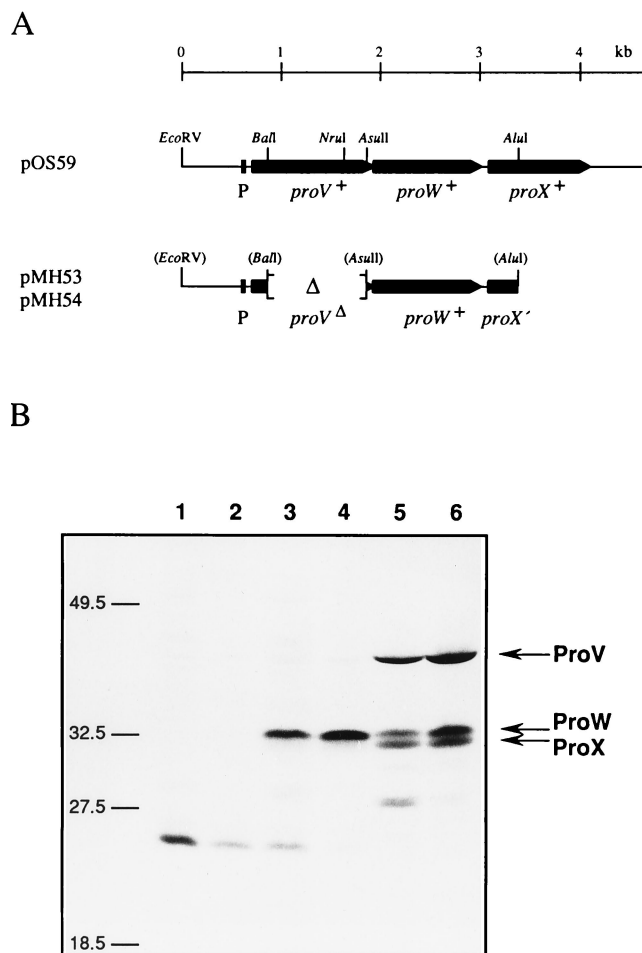 A
0 1 2 3 4 kb
EcoRV BalI NruI AsuII AluI
pOS59
P proV+ proW+ proX+
(EcoRV) (BalI) (AsuII) (AluI)
pMH53
Δ
pMH54
P proVΔ proW+ proX´
B
1 2 3 4 5 6
49.5
ProV
32.5
ProW
ProX
27.5
18.5